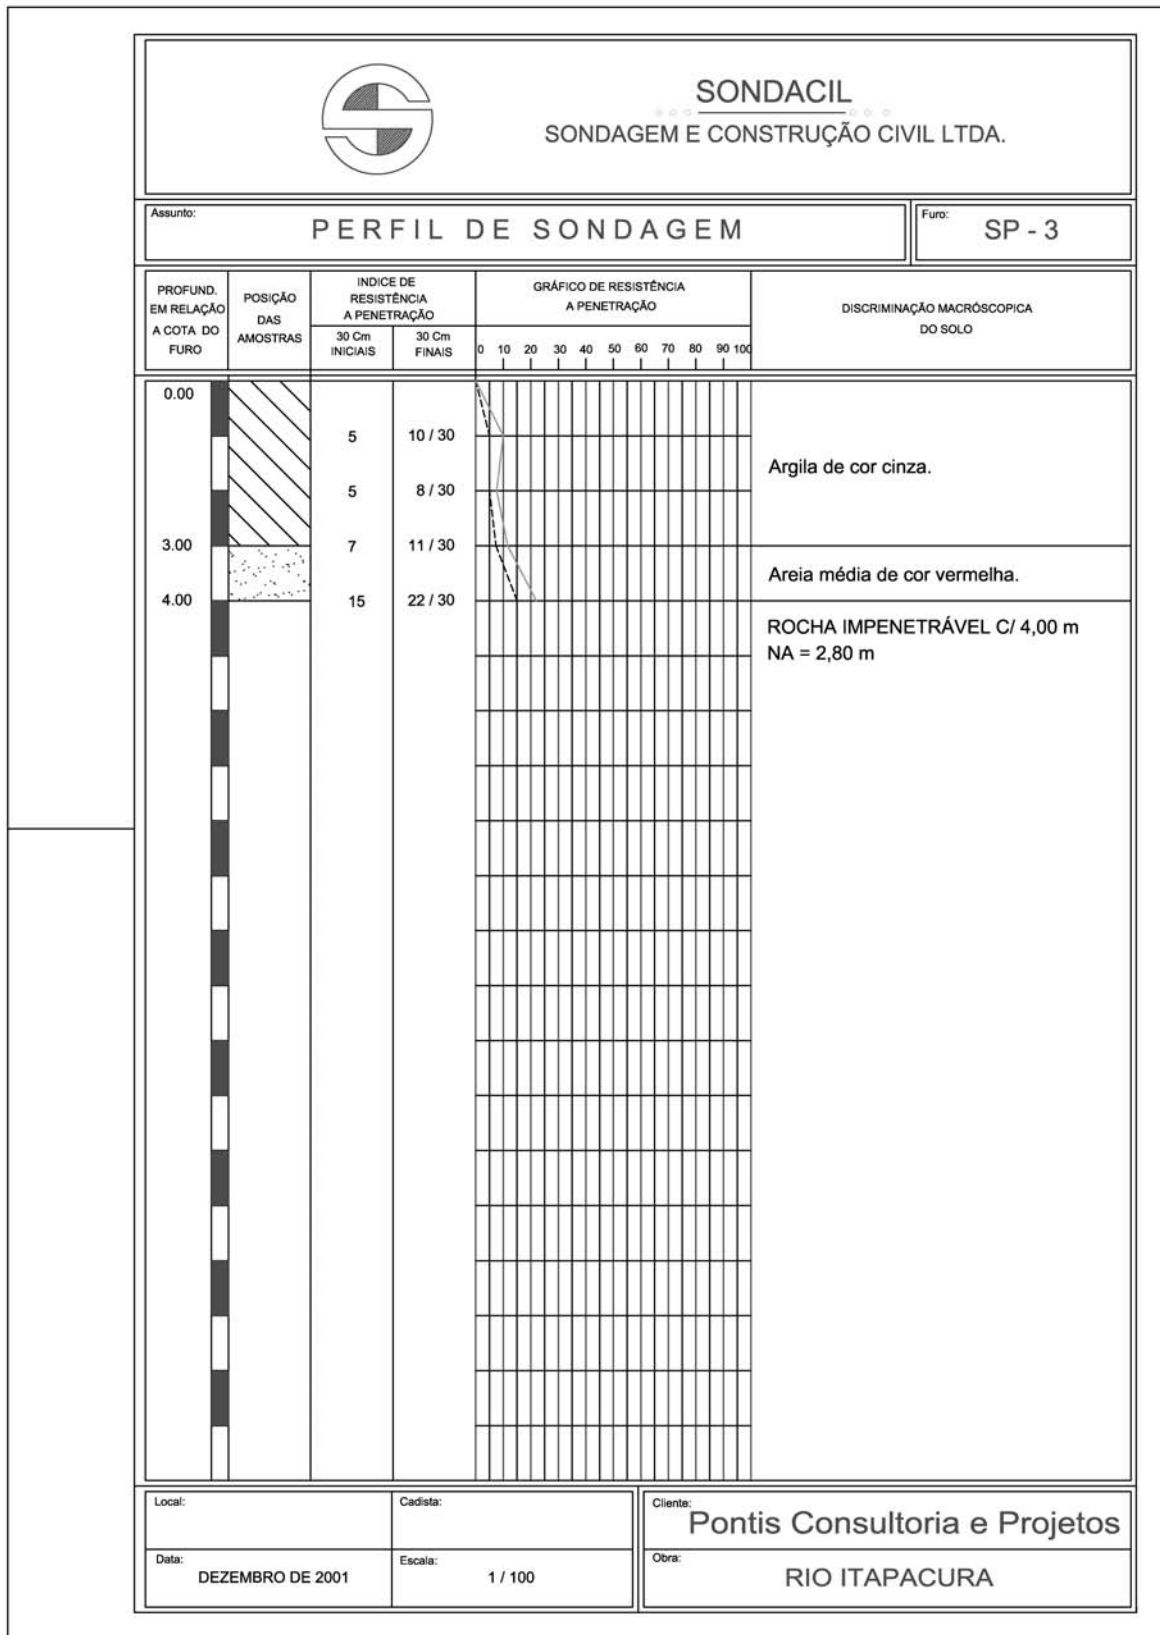 SONDACIL
SONDAGEM E CONSTRUÇÃO CIVIL LTDA.
Assunto:
PERFIL DE SONDAGEM
Furo:
SP - 3
PROFUND.
EM RELAÇÃO
A COTA DO
FURO
POSIÇÃO
DAS
AMOSTRAS
INDICE DE
RESISTÊNCIA
A PENETRAÇÃO
30 Cm
INICIAIS
30 Cm
FINAIS
GRÁFICO DE RESISTÊNCIA
A PENETRAÇÃO
0 10 20 30 40 50 60 70 80 90 100
DISCRIMINAÇÃO MACRÓSCOPICA
DO SOLO
0.00
5 10 / 30
Argila de cor cinza.
5 8 / 30
3.00 7 11 / 30
Areia média de cor vermelha.
4.00 15 22 / 30
ROCHA IMPENETRÁVEL C/ 4,00 m
NA = 2,80 m
Local:
Cadista:
Cliente:
Pontis Consultoria e Projetos
Data:
DEZEMBRO DE 2001
Escala:
1 / 100
Obra:
RIO ITAPACURA